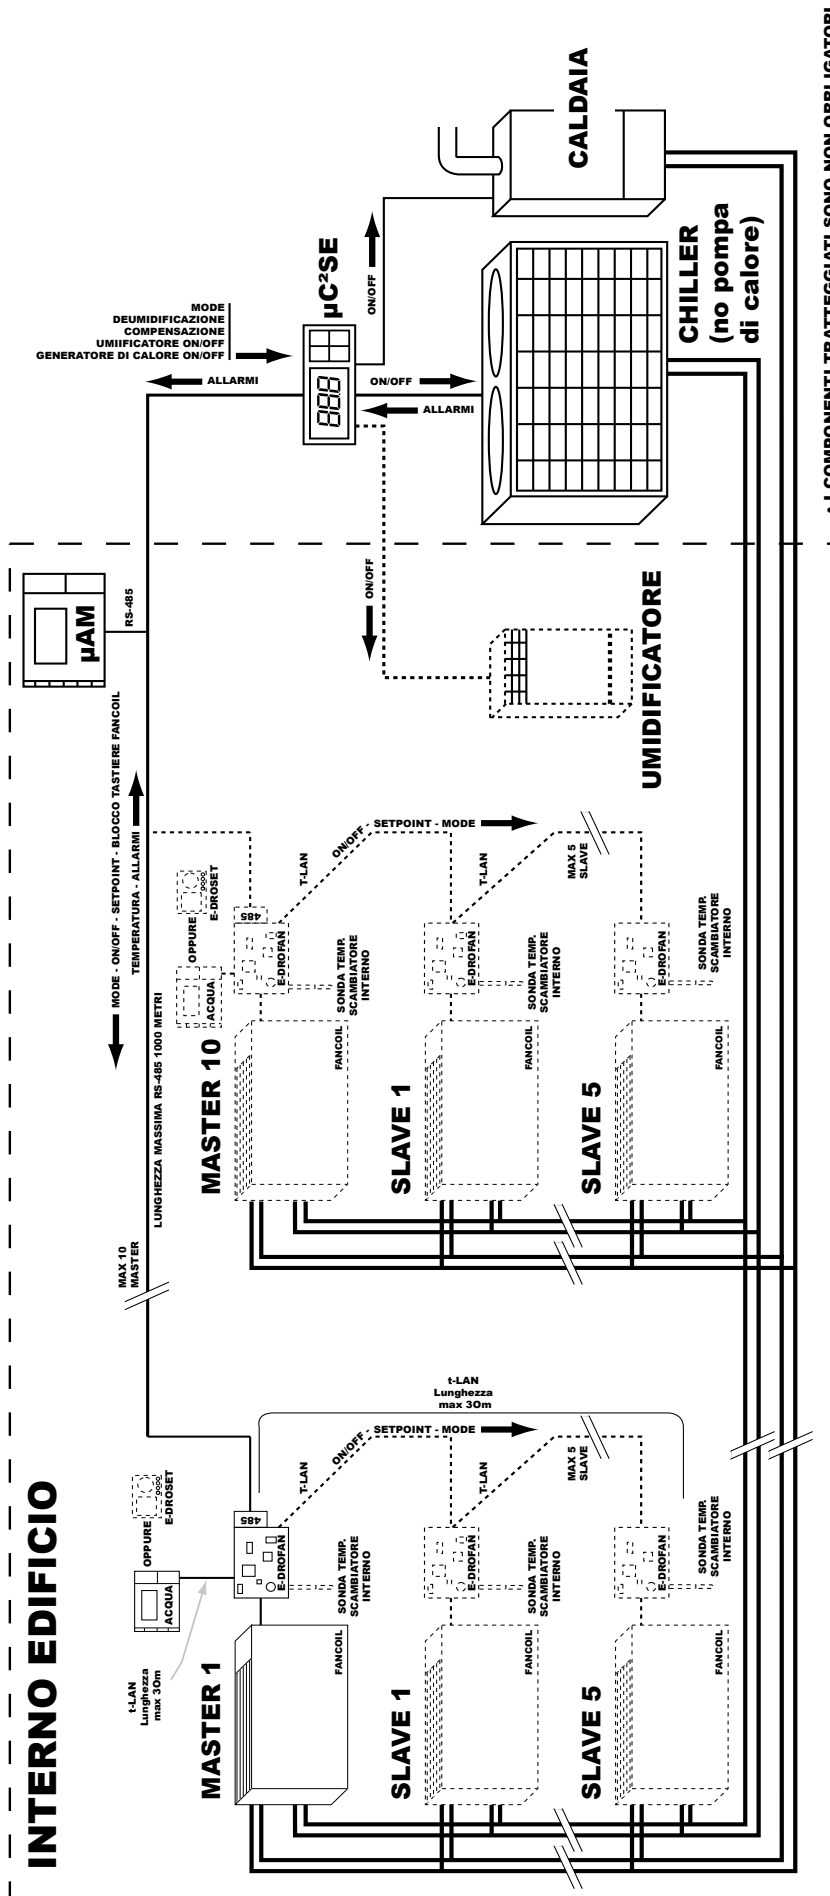 INTERNO EDIFICIO
µAM
RS-485
MODE - ON/OFF - SETPOINT - BLOCCO TASTIERE FANCOIL
TEMPERATURA - ALLARMI
LUNGHEZZA MASSIMA RS-485 1000 METRI
MAX 10
MASTER
MODE
DEUMIDIFICAZIONE
COMPENSAZIONE
UMIIFICATORE ON/OFF
GENERATORE DI CALORE ON/OFF
ALLARMI
µC²SE
888
ON/OFF
ON/OFF
ALLARMI
ON/OFF
CALDAIA
CHILLER
(no pompa
di calore)
UMIDIFICATORE
t-LAN
Lunghezza
max 30m
ACQUA
OPPURE
E-DROSET
485
E-DROFAN
SONDA TEMP.
SCAMBIATORE
INTERNO
MASTER 1
FANCOIL
T-LAN
ON/OFF - SETPOINT - MODE
t-LAN
Lunghezza
max 30m
SLAVE 1
FANCOIL
E-DROFAN
SONDA TEMP.
SCAMBIATORE
INTERNO
T-LAN
MAX 5
SLAVE
SLAVE 5
FANCOIL
E-DROFAN
SONDA TEMP.
SCAMBIATORE
INTERNO
ACQUA
OPPURE
E-DROSET
485
E-DROFAN
SONDA TEMP.
SCAMBIATORE
INTERNO
MASTER 10
FANCOIL
T-LAN
ON/OFF - SETPOINT - MODE
SLAVE 1
FANCOIL
E-DROFAN
SONDA TEMP.
SCAMBIATORE
INTERNO
T-LAN
MAX 5
SLAVE
SLAVE 5
FANCOIL
E-DROFAN
SONDA TEMP.
SCAMBIATORE
INTERNO
• I COMPONENTI TRATTEGGIATI SONO NON OBBLIGATORI